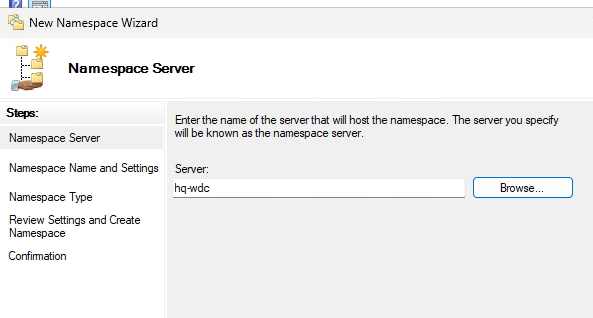 New Namespace Wizard
Namespace Server
Steps:
Namespace Server
Namespace Name and Settings
Namespace Type
Review Settings and Create
Namespace
Confirmation
Enter the name of the server that will host the namespace. The server you specify
will be known as the namespace server.
Server:
hq-wdc
Browse...